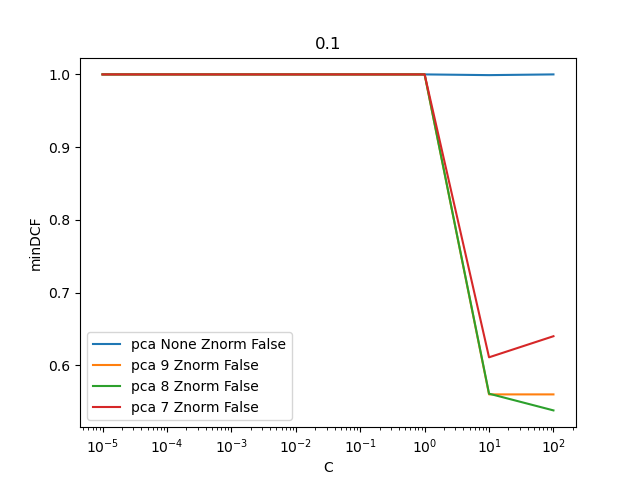 0.1
minDCF
1.0
0.9
0.8
0.7
0.6
pca None Znorm False
pca 9 Znorm False
pca 8 Znorm False
pca 7 Znorm False
10⁻⁵ 10⁻⁴ 10⁻³ 10⁻² 10⁻¹ 10⁰ 10¹ 10²
C